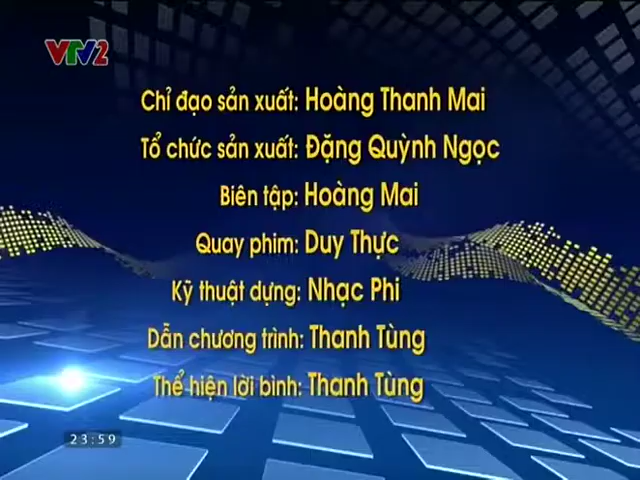 VTV2
Chỉ đạo sản xuất: Hoàng Thanh Mai
Tổ chức sản xuất: Đặng Quỳnh Ngọc
Biên tập: Hoàng Mai
Quay phim: Duy Thực
Kỹ thuật dựng: Nhạc Phi
Dẫn chương trình: Thanh Tùng
Thể hiện lời bình: Thanh Tùng
23:59